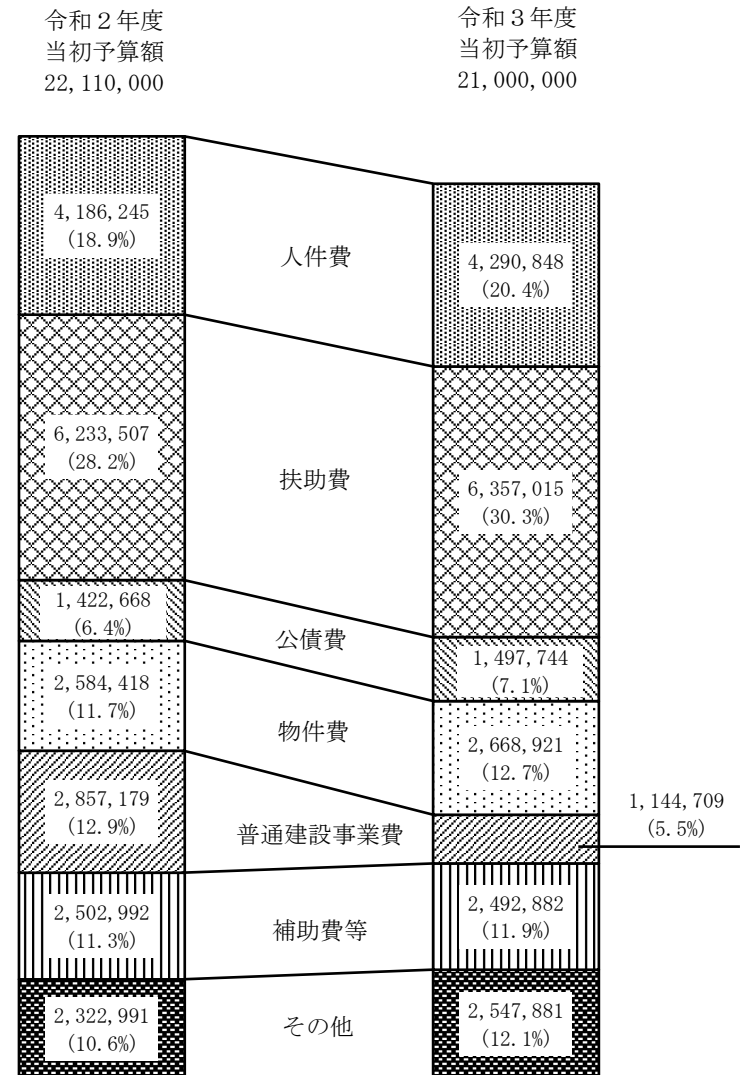 令和２年度
当初予算額
22,110,000
令和３年度
当初予算額
21,000,000
4,186,245
(18.9%)
人件費
4,290,848
(20.4%)
6,233,507
(28.2%)
扶助費
6,357,015
(30.3%)
1,422,668
(6.4%)
公債費
1,497,744
(7.1%)
2,584,418
(11.7%)
物件費
2,668,921
(12.7%)
2,857,179
(12.9%)
普通建設事業費
1,144,709
(5.5%)
2,502,992
(11.3%)
補助費等
2,492,882
(11.9%)
2,322,991
(10.6%)
その他
2,547,881
(12.1%)